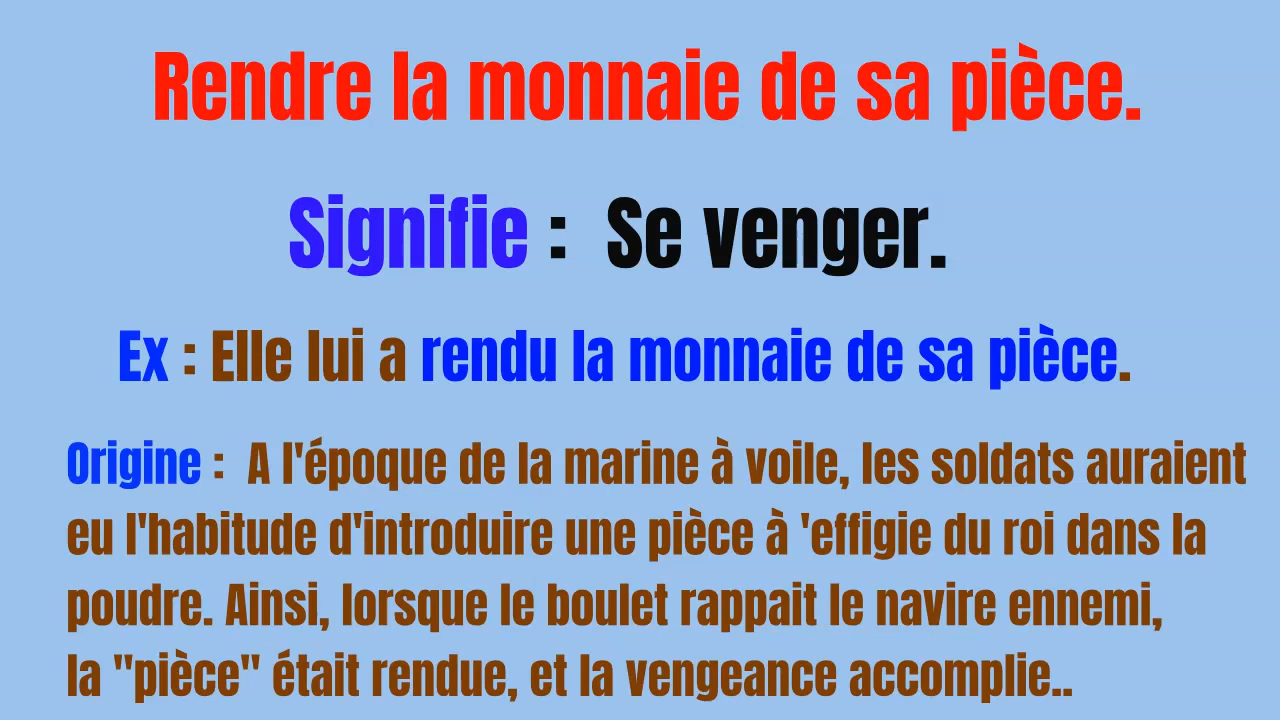 Rendre la monnaie de sa pièce.
Signifie :  Se venger.
Ex : Elle lui a rendu la monnaie de sa pièce.
Origine :  A l'époque de la marine à voile, les soldats auraient
eu l'habitude d'introduire une pièce à 'effigie du roi dans la
poudre. Ainsi, lorsque le boulet rappait le navire ennemi,
la "pièce" était rendue, et la vengeance accomplie..